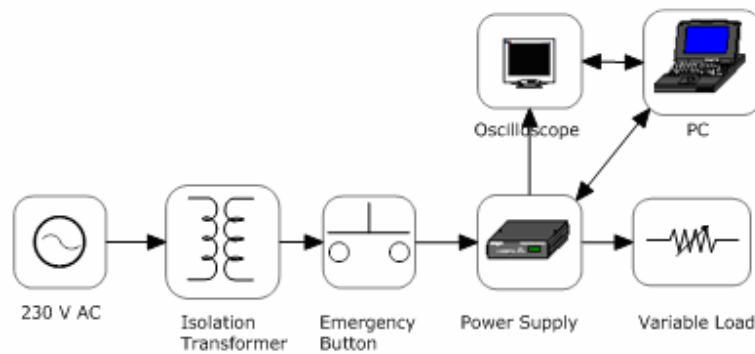 Oscilloscope
PC
230 V AC
Isolation
Transformer
Emergency
Button
Power Supply
Variable Load